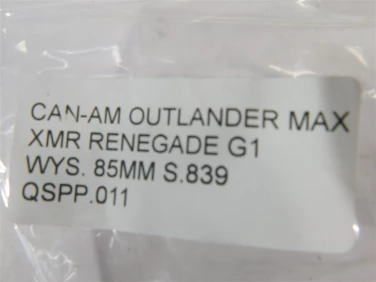 CAN-AM OUTLANDER MAX
XMR RENEGADE G1
WYS. 85MM S.839
QSPP.011